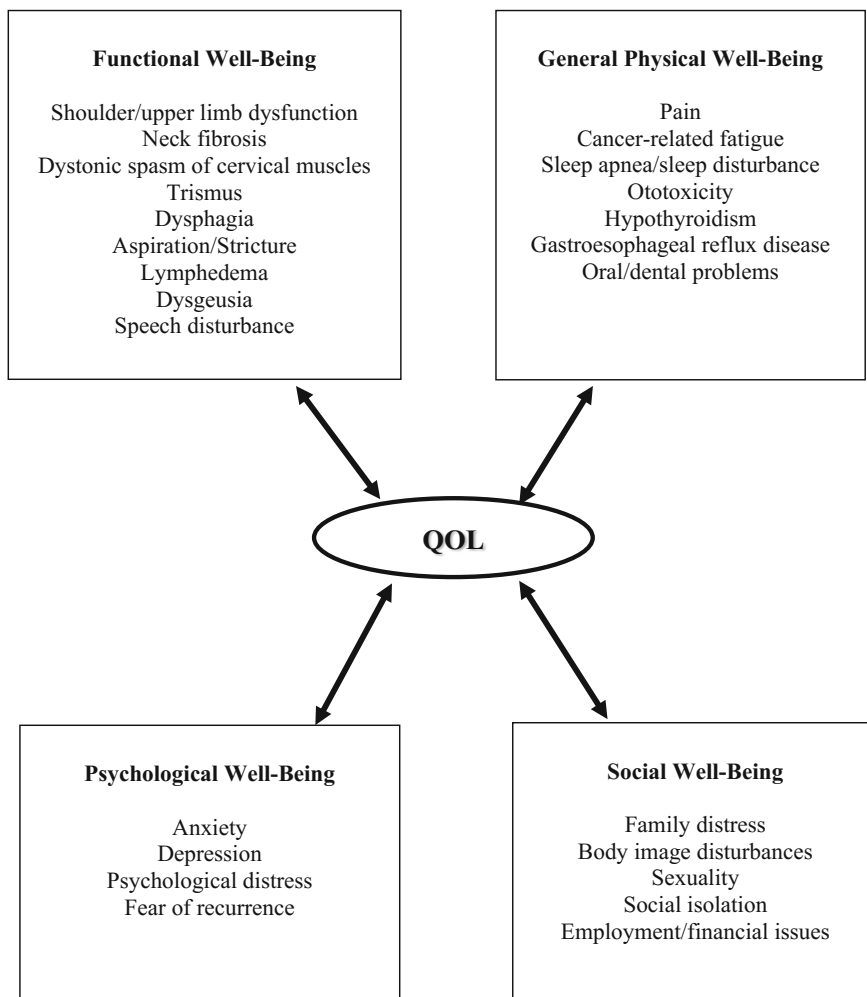 Functional Well-Being
Shoulder/upper limb dysfunction
Neck fibrosis
Dystonic spasm of cervical muscles
Trismus
Dysphagia
Aspiration/Stricture
Lymphedema
Dysgeusia
Speech disturbance
General Physical Well-Being
Pain
Cancer-related fatigue
Sleep apnea/sleep disturbance
Ototoxicity
Hypothyroidism
Gastroesophageal reflux disease
Oral/dental problems
QOL
Psychological Well-Being
Anxiety
Depression
Psychological distress
Fear of recurrence
Social Well-Being
Family distress
Body image disturbances
Sexuality
Social isolation
Employment/financial issues